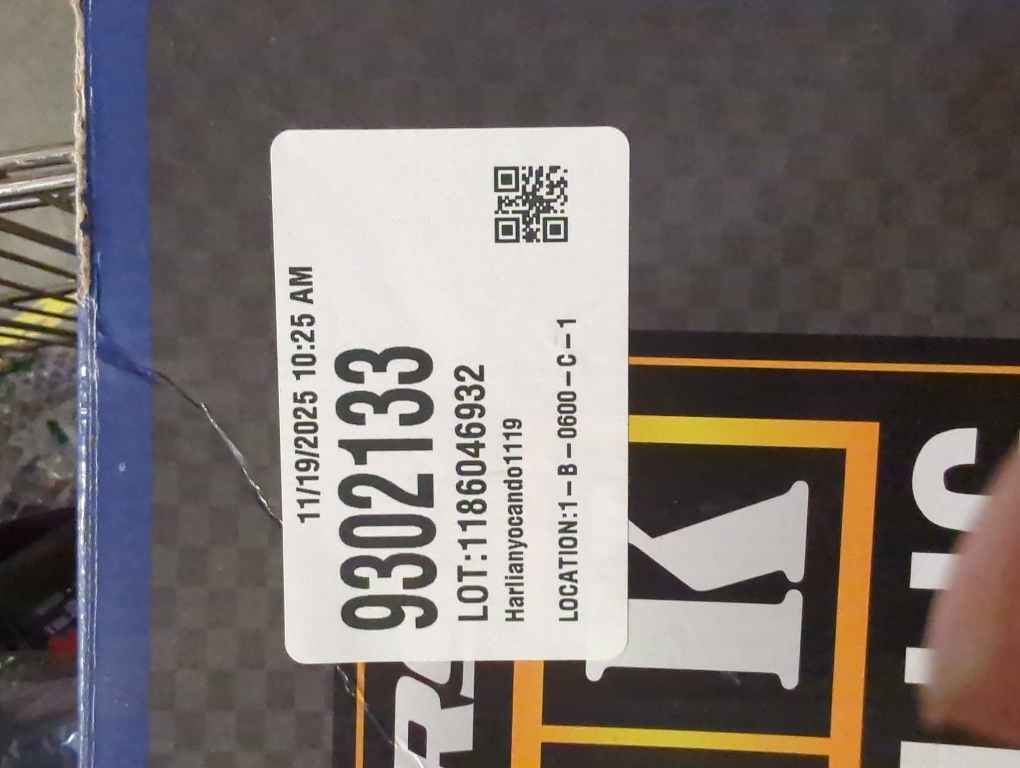 11/19/2025 10:25 AM
9302133
LOT:1186046932
Harlianyocando1119
LOCATION:1-B-0600-C-1
K